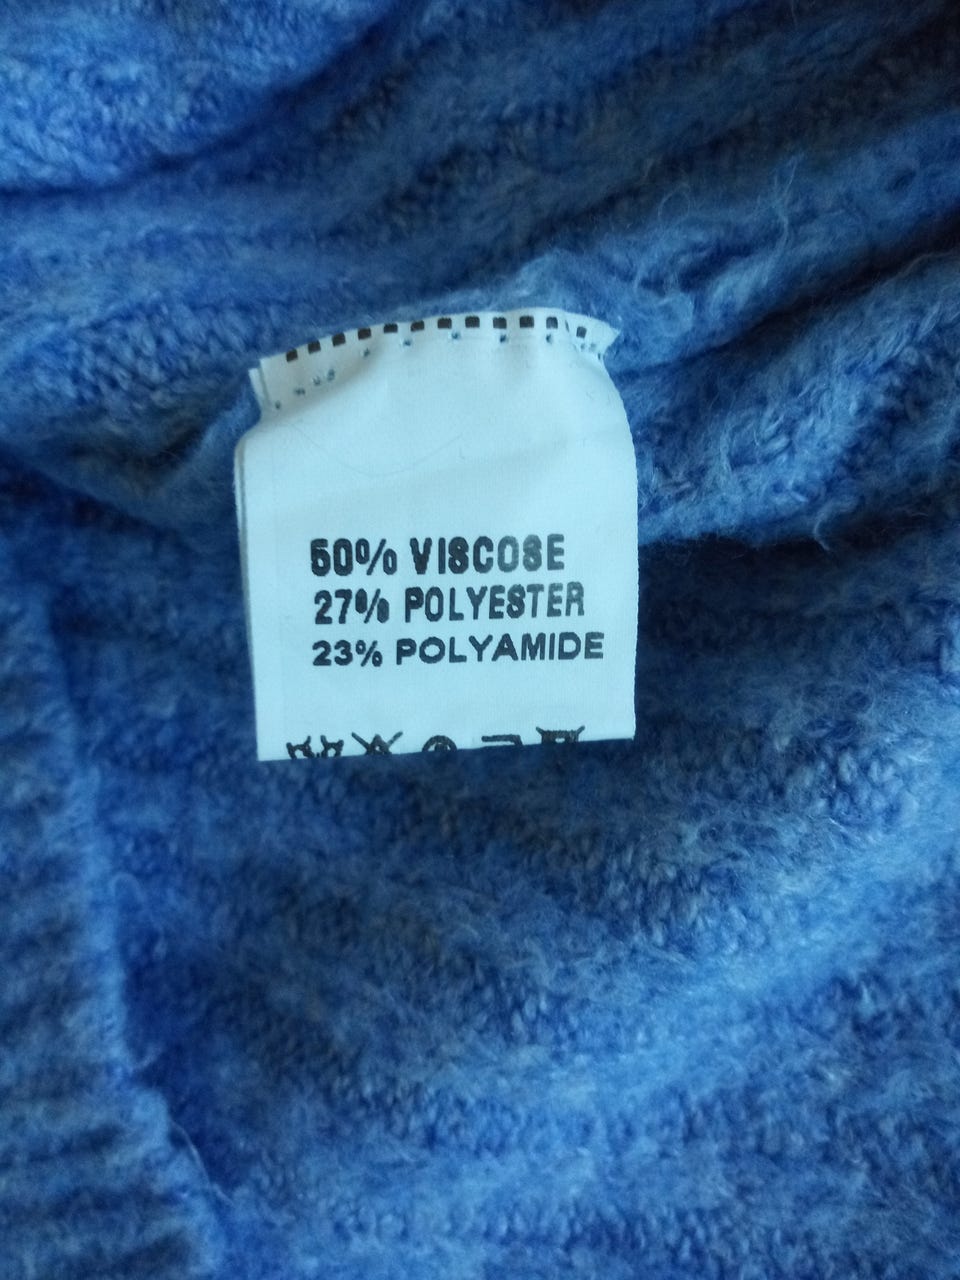 50% VISCOSE
27% POLYESTER
23% POLYAMIDE